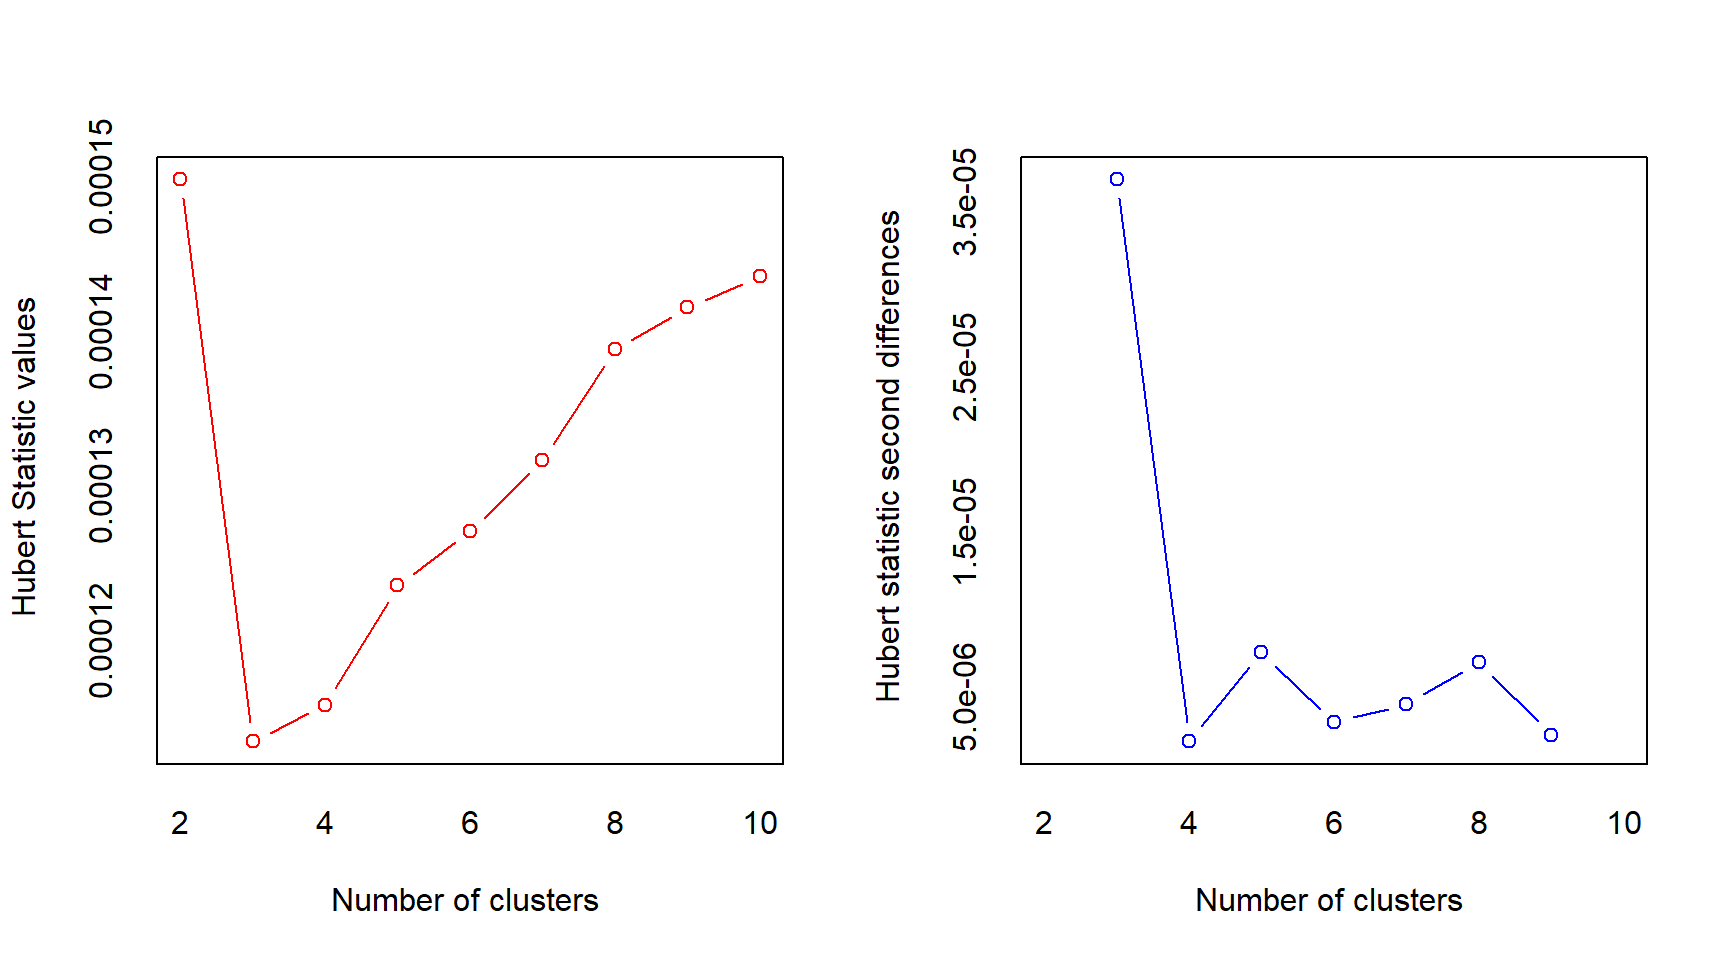 Hubert Statistic values
0.00015
0.00014
0.00013
0.00012
2 4 6 8 10
Number of clusters
Hubert statistic second differences
3.5e-05
2.5e-05
1.5e-05
5.0e-06
2 4 6 8 10
Number of clusters